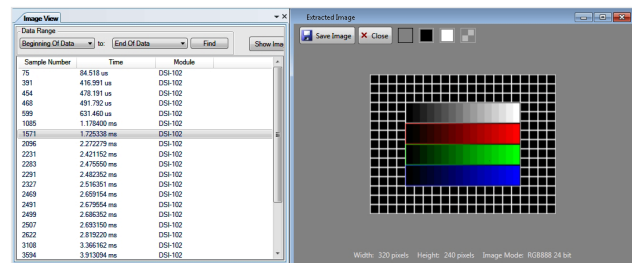 Image View
Data Range
Beginning Of Data to: End Of Data Find Show Ima
Sample Number Time Module
75 84.518 us DSI-102
391 416.991 us DSI-102
454 478.191 us DSI-102
468 491.792 us DSI-102
599 631.460 us DSI-102
1085 1.178400 ms DSI-102
1571 1.725338 ms DSI-102
2096 2.272279 ms DSI-102
2231 2.421152 ms DSI-102
2283 2.475550 ms DSI-102
2291 2.482352 ms DSI-102
2327 2.516351 ms DSI-102
2469 2.659154 ms DSI-102
2491 2.679554 ms DSI-102
2499 2.686352 ms DSI-102
2507 2.693150 ms DSI-102
2622 2.819220 ms DSI-102
3108 3.366162 ms DSI-102
3594 3.913094 ms DSI-102
Extracted Image
Save Image Close
Width: 320 pixels Height: 240 pixels Image Mode: RGB888 24 bit